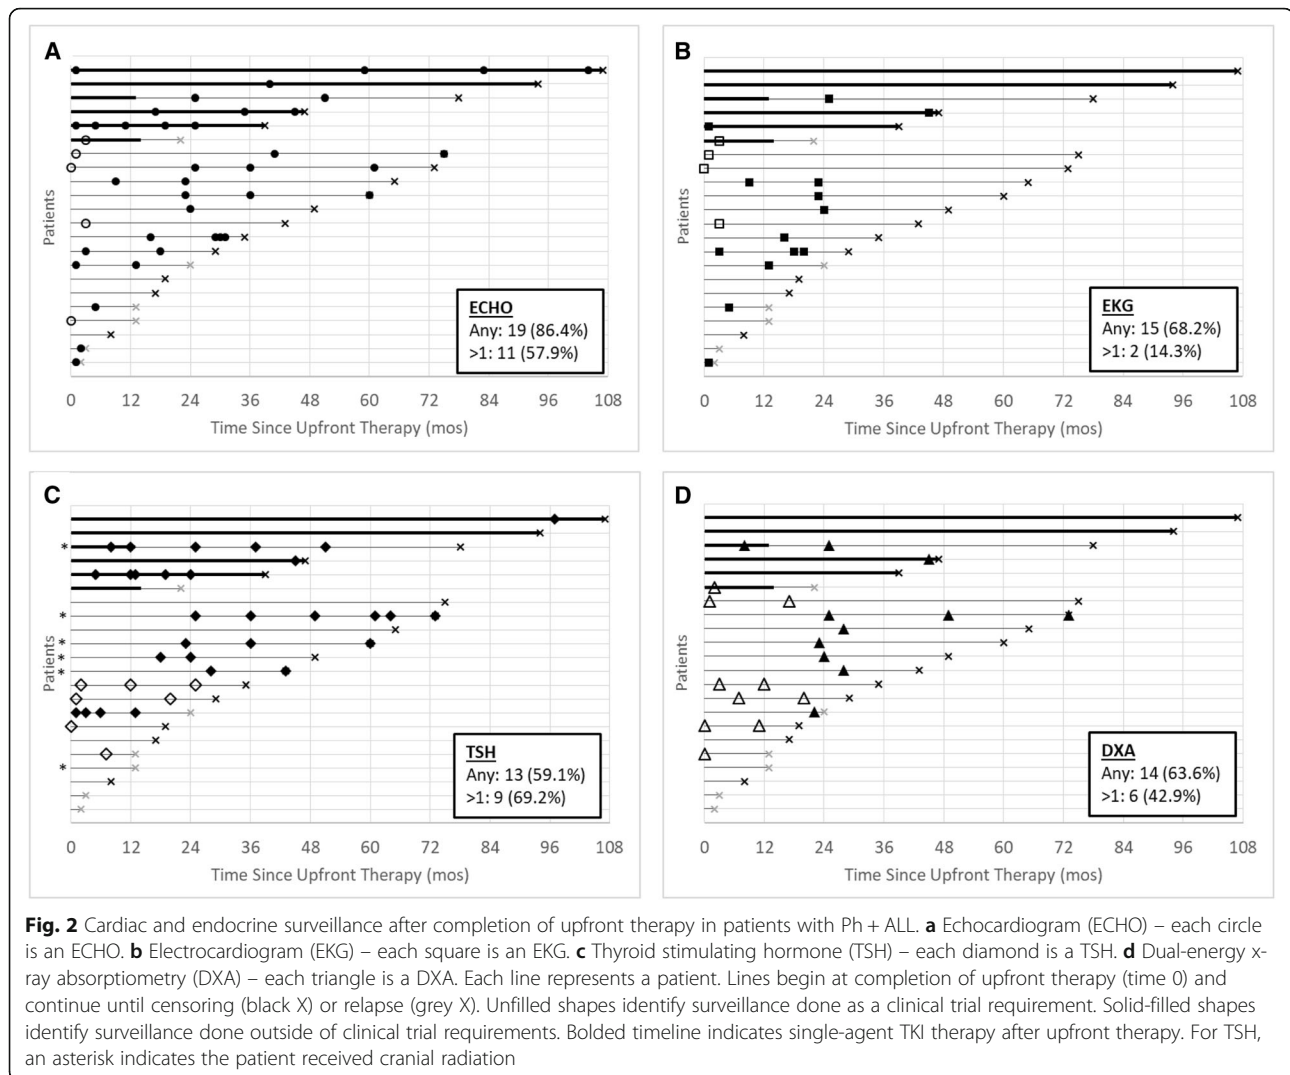 A
Patients
ECHO
Any: 19 (86.4%)
>1: 11 (57.9%)
0 12 24 36 48 60 72 84 96 108
Time Since Upfront Therapy (mos)
B
Patients
EKG
Any: 15 (68.2%)
>1: 2 (14.3%)
0 12 24 36 48 60 72 84 96 108
Time Since Upfront Therapy (mos)
C
*
*
*
*
*
*
Patients
TSH
Any: 13 (59.1%)
>1: 9 (69.2%)
0 12 24 36 48 60 72 84 96 108
Time Since Upfront Therapy (mos)
D
Patients
DXA
Any: 14 (63.6%)
>1: 6 (42.9%)
0 12 24 36 48 60 72 84 96 108
Time Since Upfront Therapy (mos)
Fig. 2 Cardiac and endocrine surveillance after completion of upfront therapy in patients with Ph + ALL. a Echocardiogram (ECHO) – each circle
is an ECHO. b Electrocardiogram (EKG) – each square is an EKG. c Thyroid stimulating hormone (TSH) – each diamond is a TSH. d Dual-energy x-
ray absorptiometry (DXA) – each triangle is a DXA. Each line represents a patient. Lines begin at completion of upfront therapy (time 0) and
continue until censoring (black X) or relapse (grey X). Unfilled shapes identify surveillance done as a clinical trial requirement. Solid-filled shapes
identify surveillance done outside of clinical trial requirements. Bolded timeline indicates single-agent TKI therapy after upfront therapy. For TSH,
an asterisk indicates the patient received cranial radiation